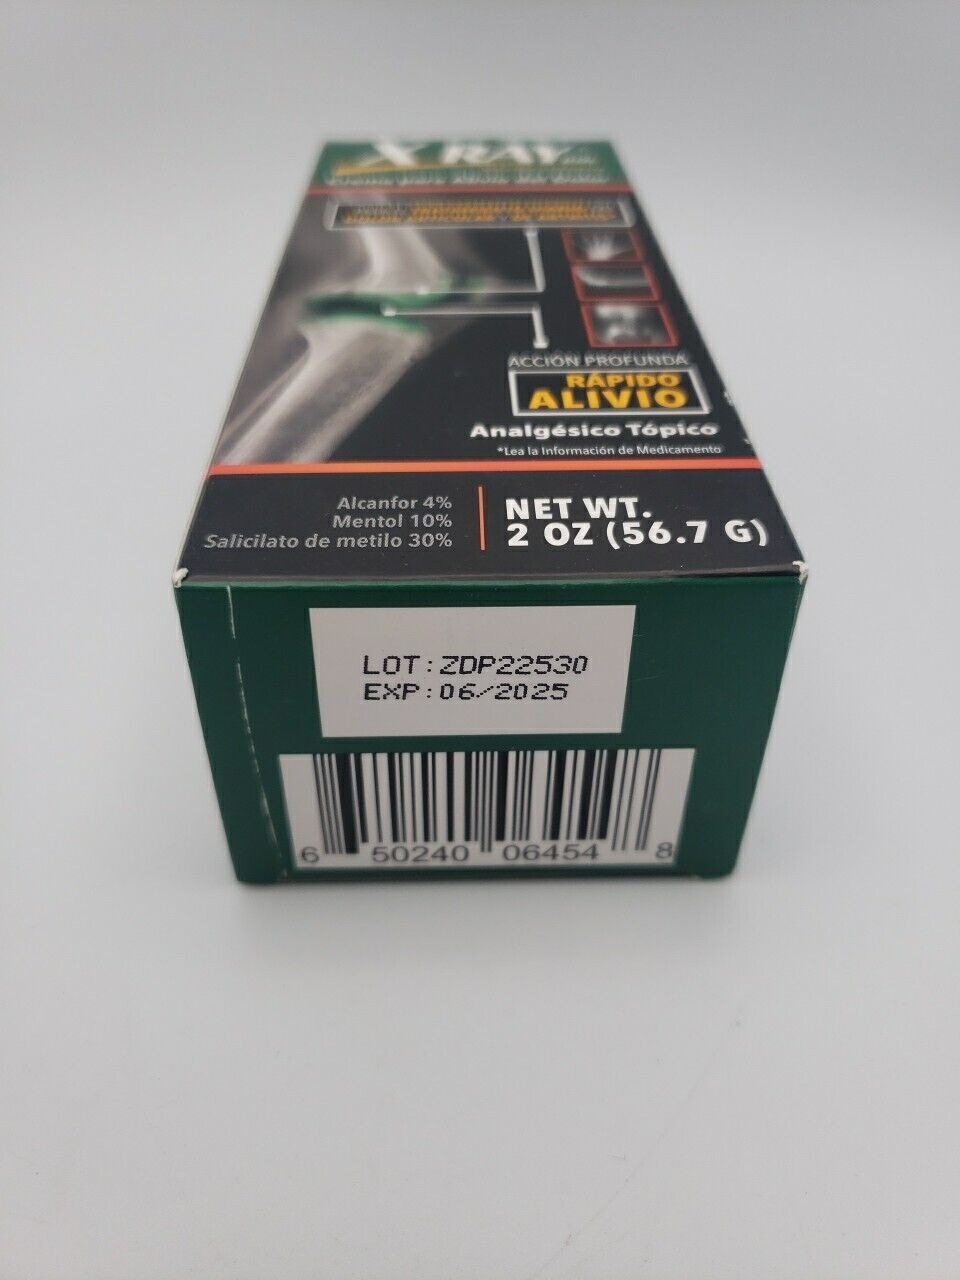 X RAY
ACCIÓN PROFUNDA
RÁPIDO
ALIVIO
Analgésico Tópico
*Lea la Información de Medicamento
Alcanfor 4%
Mentol 10%
Salicilato de metilo 30%
NET WT.
2 OZ (56.7 G)
LOT:ZDP22530
EXP:06/2025
6 50240 06454 8